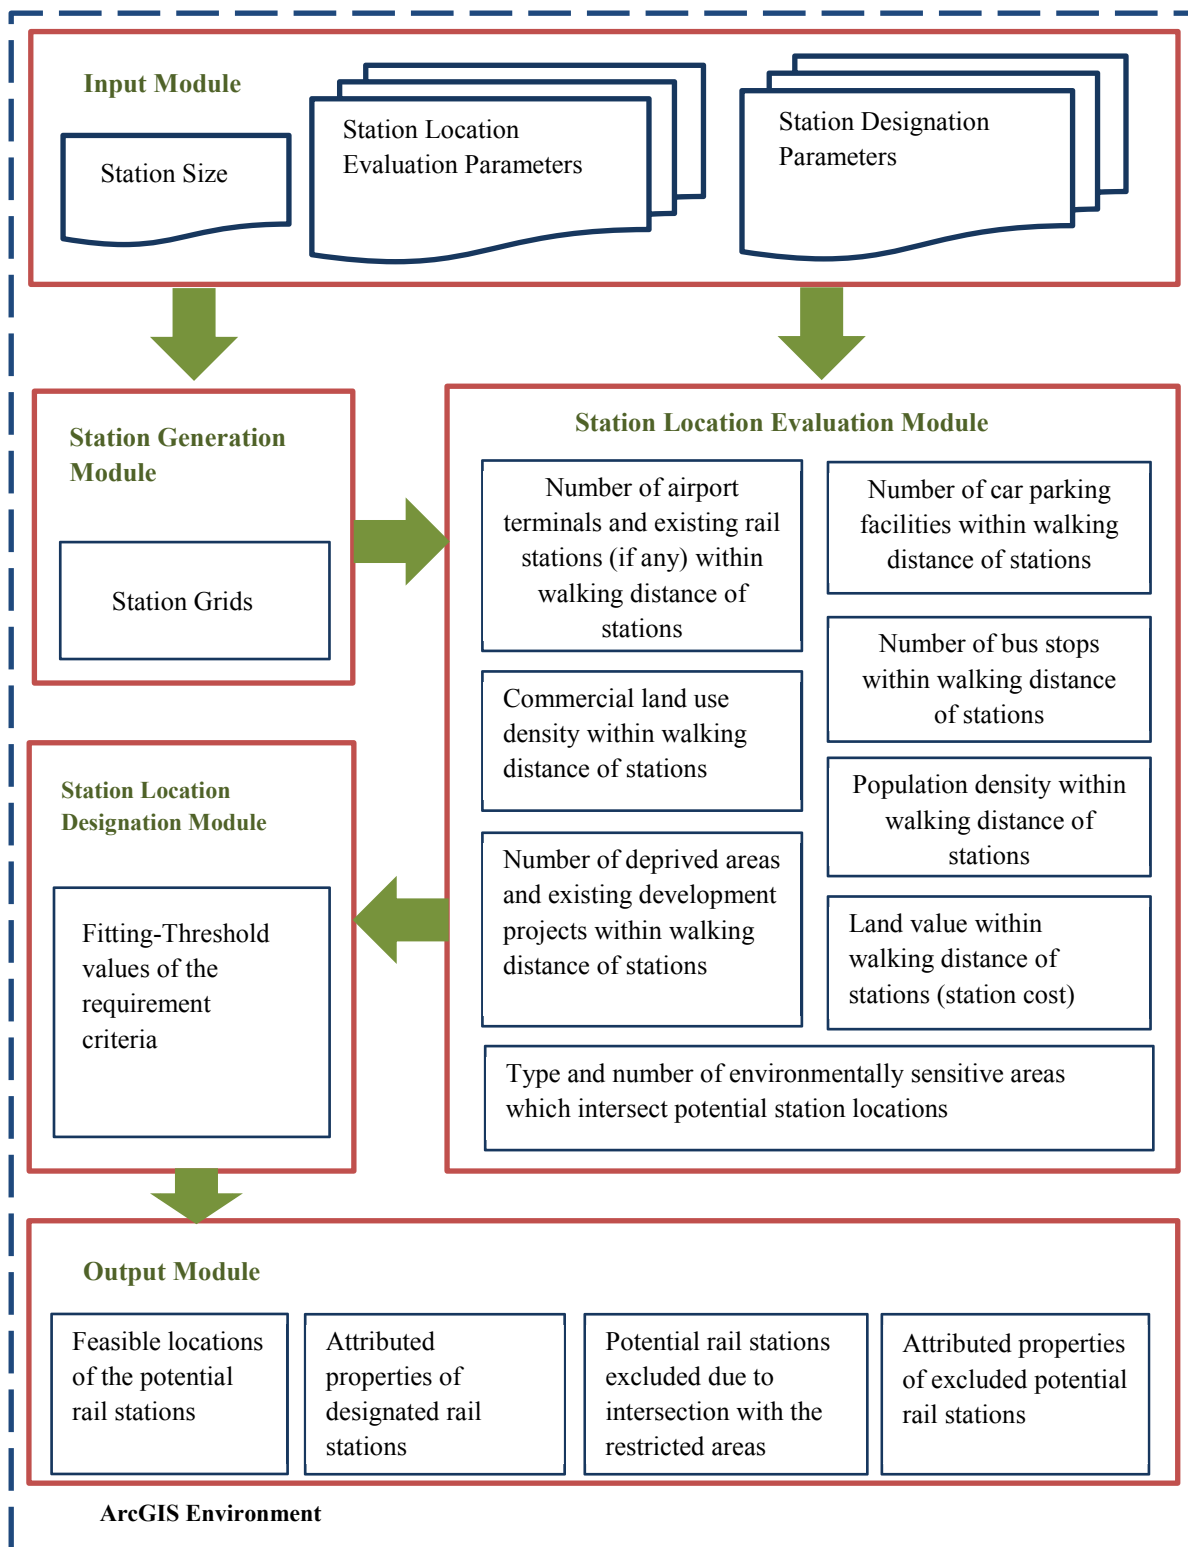 Input Module
Station Size
Station Location
Evaluation Parameters
Station Designation
Parameters
Station Generation
Module
Station Grids
Station Location Evaluation Module
Number of airport
terminals and existing rail
stations (if any) within
walking distance of
stations
Number of car parking
facilities within walking
distance of stations
Commercial land use
density within walking
distance of stations
Number of bus stops
within walking distance
of stations
Population density within
walking distance of
stations
Number of deprived areas
and existing development
projects within walking
distance of stations
Land value within
walking distance of
stations (station cost)
Type and number of environmentally sensitive areas
which intersect potential station locations
Station Location
Designation Module
Fitting-Threshold
values of the
requirement
criteria
Output Module
Feasible locations
of the potential
rail stations
Attributed
properties of
designated rail
stations
Potential rail stations
excluded due to
intersection with the
restricted areas
Attributed properties
of excluded potential
rail stations
ArcGIS Environment